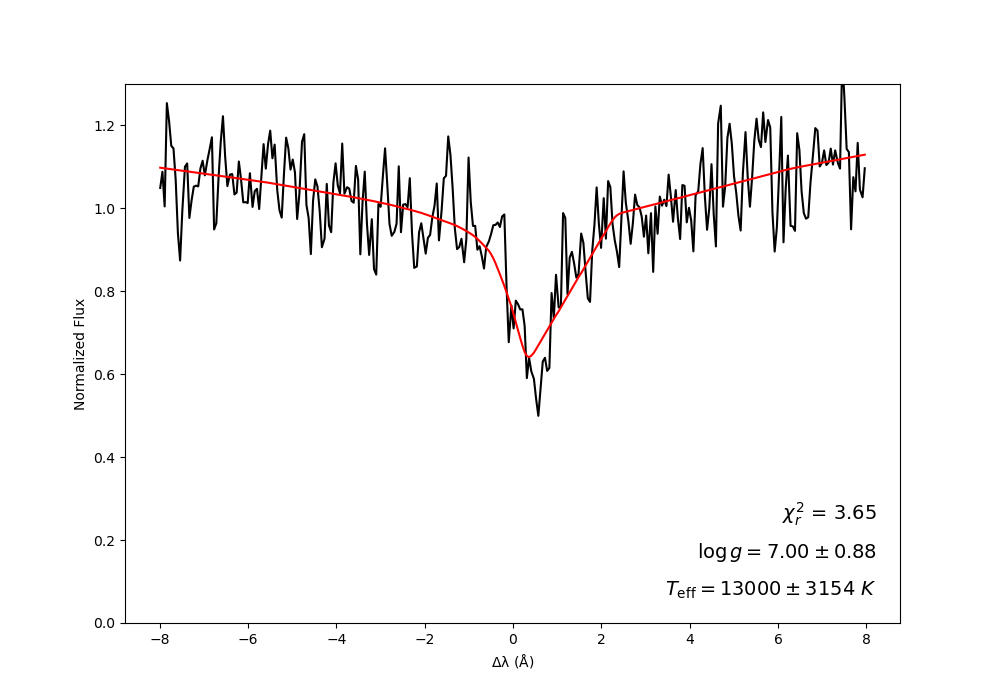 1.2
1.0
0.8
0.6
0.4
0.2
0.0
Normalized Flux
χ²ᵣ = 3.65
log g = 7.00 ± 0.88
T_eff = 13000 ± 3154 K
−8 −6 −4 −2 0 2 4 6 8
Δλ (Å)